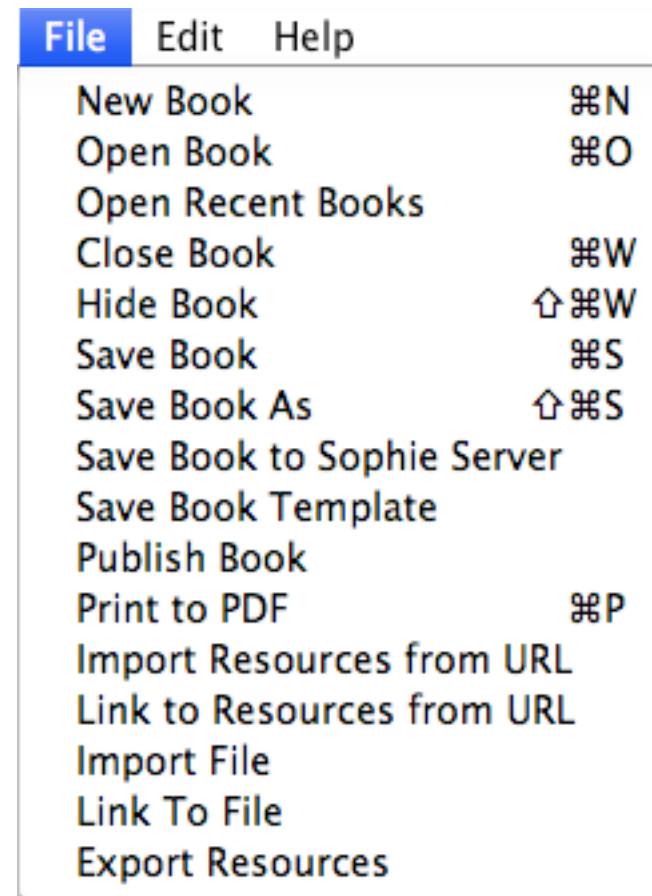 File Edit Help
New Book ⌘N
Open Book ⌘O
Open Recent Books
Close Book ⌘W
Hide Book ⇧⌘W
Save Book ⌘S
Save Book As ⇧⌘S
Save Book to Sophie Server
Save Book Template
Publish Book
Print to PDF ⌘P
Import Resources from URL
Link to Resources from URL
Import File
Link To File
Export Resources